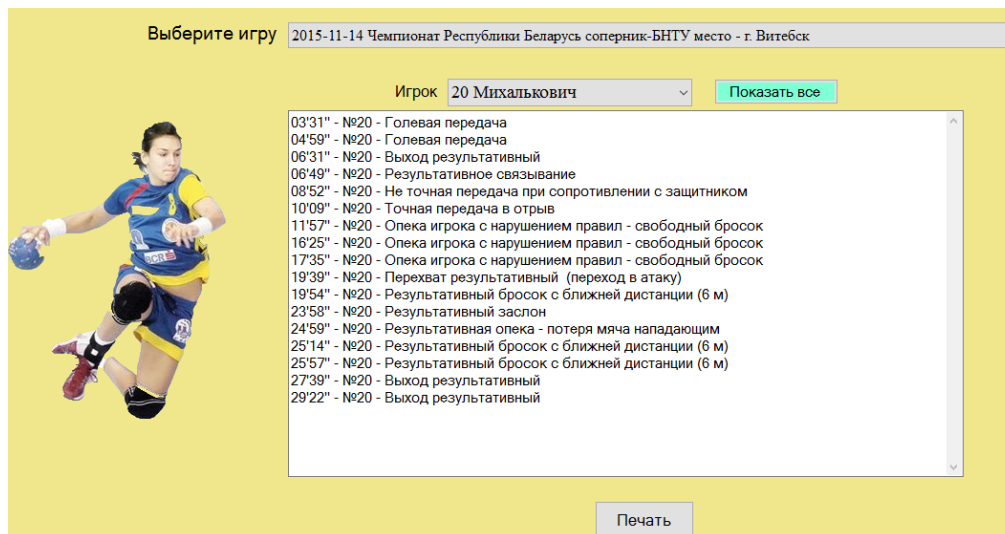 Выберите игру 2015-11-14 Чемпионат Республики Беларусь соперник-БНТУ место - г. Витебск
Игрок 20 Михалькович Показать все
03'31" - №20 - Голевая передача
04'59" - №20 - Голевая передача
06'31" - №20 - Выход результативный
06'49" - №20 - Результативное связывание
08'52" - №20 - Не точная передача при сопротивлении с защитником
10'09" - №20 - Точная передача в отрыв
11'57" - №20 - Опека игрока с нарушением правил - свободный бросок
16'25" - №20 - Опека игрока с нарушением правил - свободный бросок
17'35" - №20 - Опека игрока с нарушением правил - свободный бросок
19'39" - №20 - Перехват результативный (переход в атаку)
19'54" - №20 - Результативный бросок с ближней дистанции (6 м)
23'58" - №20 - Результативный заслон
24'59" - №20 - Результативная опека - потеря мяча нападающим
25'14" - №20 - Результативный бросок с ближней дистанции (6 м)
25'57" - №20 - Результативный бросок с ближней дистанции (6 м)
27'39" - №20 - Выход результативный
29'22" - №20 - Выход результативный
BCR
Печать